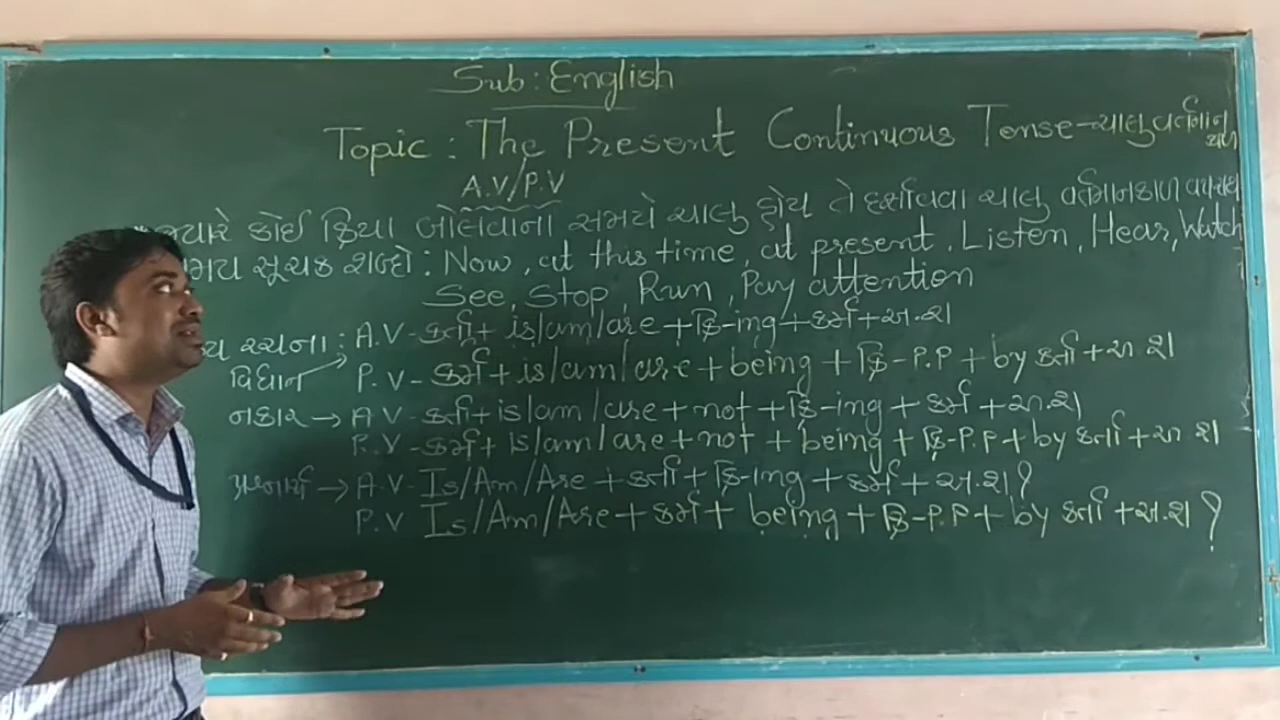 Sub: English
Topic: The Present Continuous Tense - ચાલુ વર્તમાન કાળ
A.V/P.V
જ્યારે કોઈ ક્રિયા બોલવાના સમયે ચાલુ હોય તે દર્શાવવા ચાલુ વર્તમાનકાળ વપરાય
સમય સૂચક શબ્દો: Now, at this time, at present, Listen, Hear, Watch
See, Stop, Run, Pay attention
રચના: A.V - કર્તા + is/am/are + ક્રિ-ing + કર્મ + અ.શ
વિધાન P.V - કર્મ + is/am/are + being + ક્રિ-P.P + by કર્તા + અ શ
નકાર → A.V - કર્તા + is/am/are + not + ક્રિ-ing + કર્મ + અ.શ
P.V - કર્મ + is/am/are + not + being + ક્રિ-P.P + by કર્તા + અ શ
પ્રશ્નાર્થ → A.V - Is/Am/Are + કર્તા + ક્રિ-ing + કર્મ + અ.શ?
P.V Is/Am/Are + કર્મ + being + ક્રિ-P.P + by કર્તા + અ.શ?